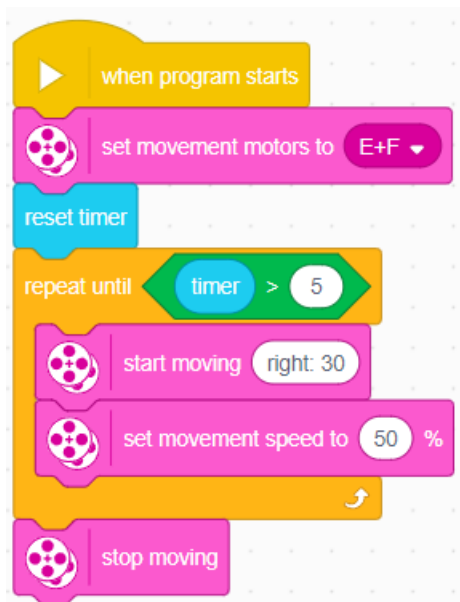 when program starts
set movement motors to E+F
reset timer
repeat until timer > 5
start moving right: 30
set movement speed to 50 %
stop moving